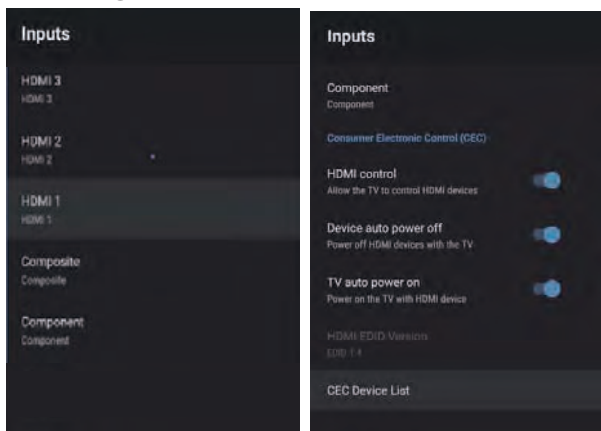 Inputs
HDMI 3
HDMI 3
HDMI 2
HDMI 2
HDMI 1
HDMI 1
Composite
Composite
Component
Component
Inputs
Component
Component
Consumer Electronic Control (CEC)
HDMI control
Allow the TV to control HDMI devices
Device auto power off
Power off HDMI devices with the TV
TV auto power on
Power on the TV with HDMI device
HDMI EDID Version
EDID 1.4
CEC Device List